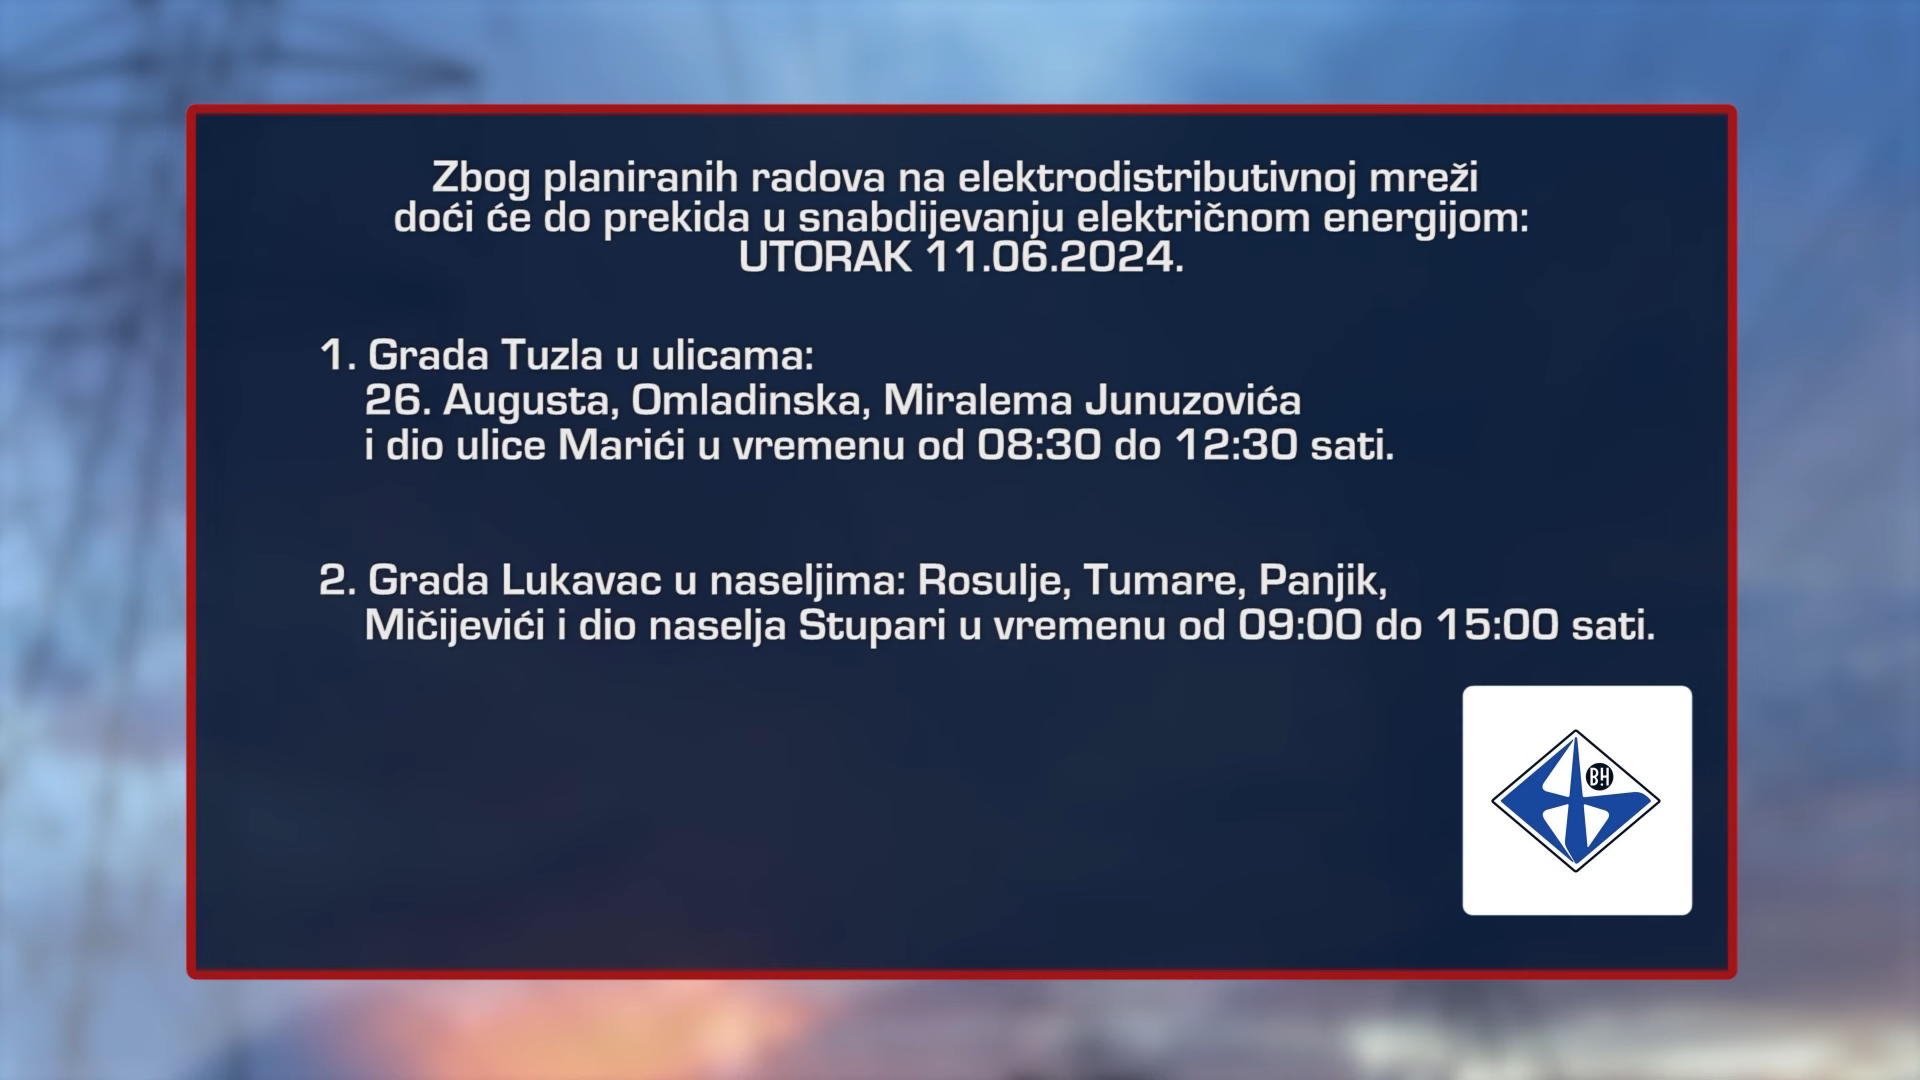 Zbog planiranih radova na elektrodistributivnoj mreži
doći će do prekida u snabdijevanju električnom energijom:
UTORAK 11.06.2024.
1. Grada Tuzla u ulicama:
26. Augusta, Omladinska, Miralema Junuzovića
i dio ulice Marići u vremenu od 08:30 do 12:30 sati.
2. Grada Lukavac u naseljima: Rosulje, Tumare, Panjik,
Mičijevići i dio naselja Stupari u vremenu od 09:00 do 15:00 sati.
BH